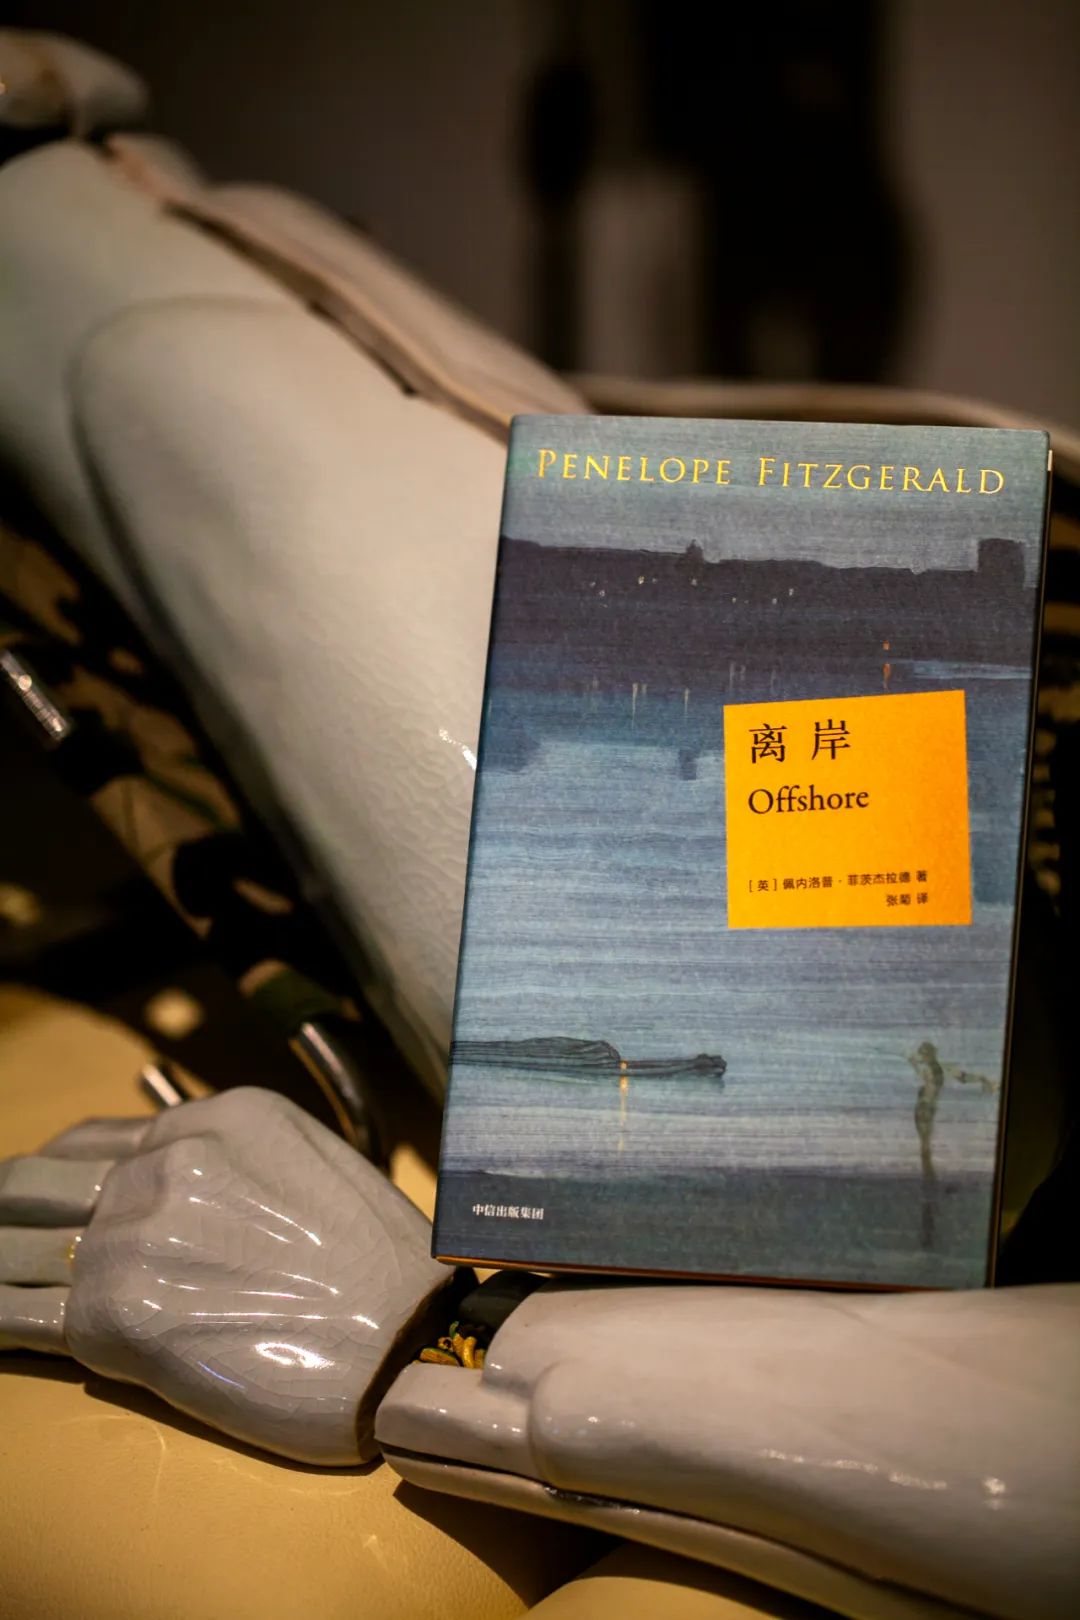 PENELOPE FITZGERALD
离岸
Offshore
[英] 佩内洛普·菲茨杰拉德 著
张菊 译
中信出版集团